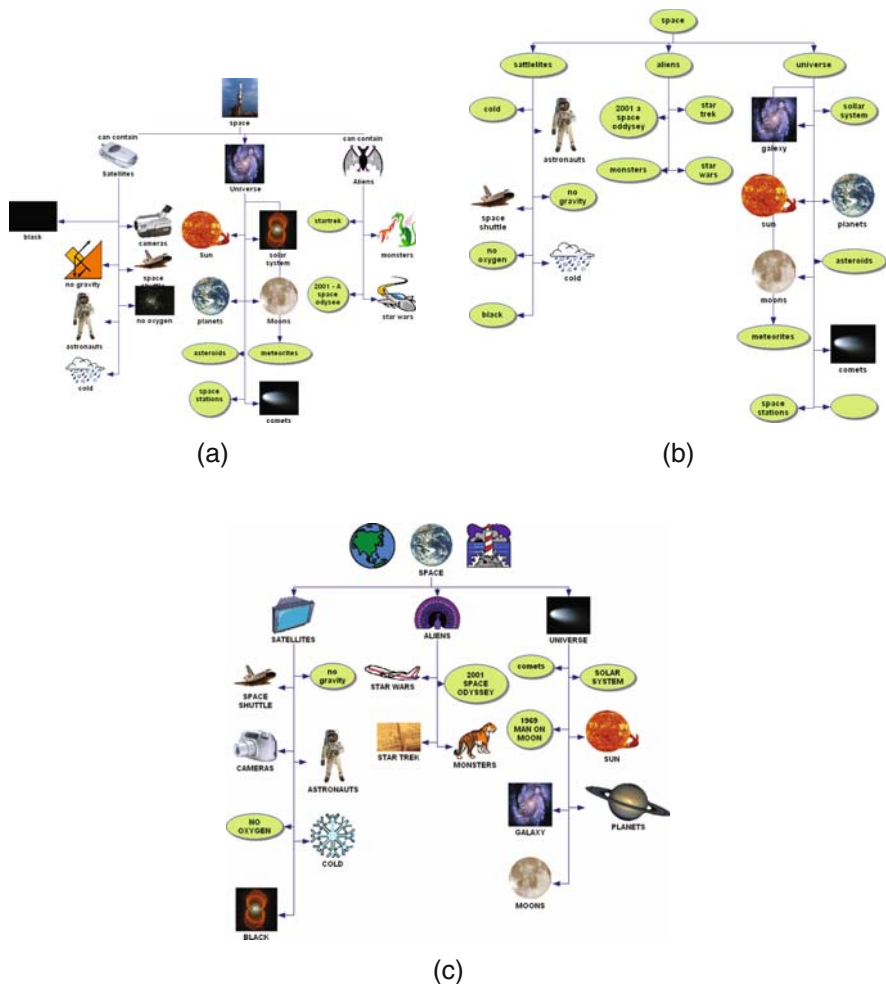 space
can contain
can contain
Satellites
Universe
Aliens
black
cameras
Sun
solar
system
startrek
monsters
no gravity
space
shuttle
planets
Moons
2001 - A
space
odysee
star wars
astronauts
no oxygen
asteroids
meteorites
cold
space
stations
comets
(a)
space
sattlelites
aliens
universe
cold
astronauts
2001 a
space
oddysey
star
trek
galaxy
sollar
system
monsters
star
wars
space
shuttle
no
gravity
sun
planets
no
oxygen
cold
moons
asteroids
black
meteorites
comets
space
stations
(b)
SPACE
SATELLITES
ALIENS
UNIVERSE
SPACE
SHUTTLE
no
gravity
STAR WARS
2001
SPACE
ODYSSEY
comets
SOLAR
SYSTEM
CAMERAS
ASTRONAUTS
STAR TREK
MONSTERS
1969
MAN ON
MOON
SUN
NO
OXYGEN
COLD
GALAXY
PLANETS
BLACK
MOONS
(c)